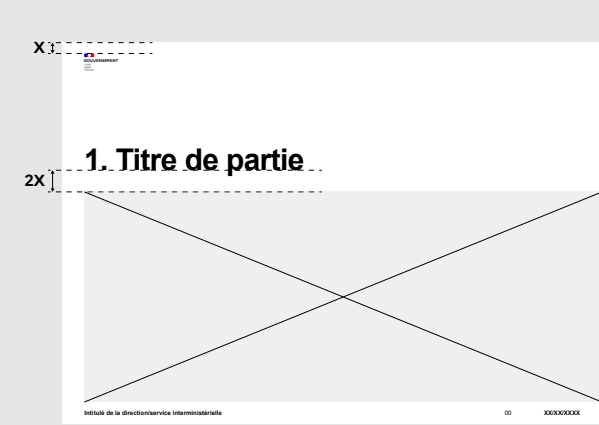 X
GOUVERNEMENT
1. Titre de partie
2X
Intitulé de la direction/service interministérielle
00
XX/XX/XXXX